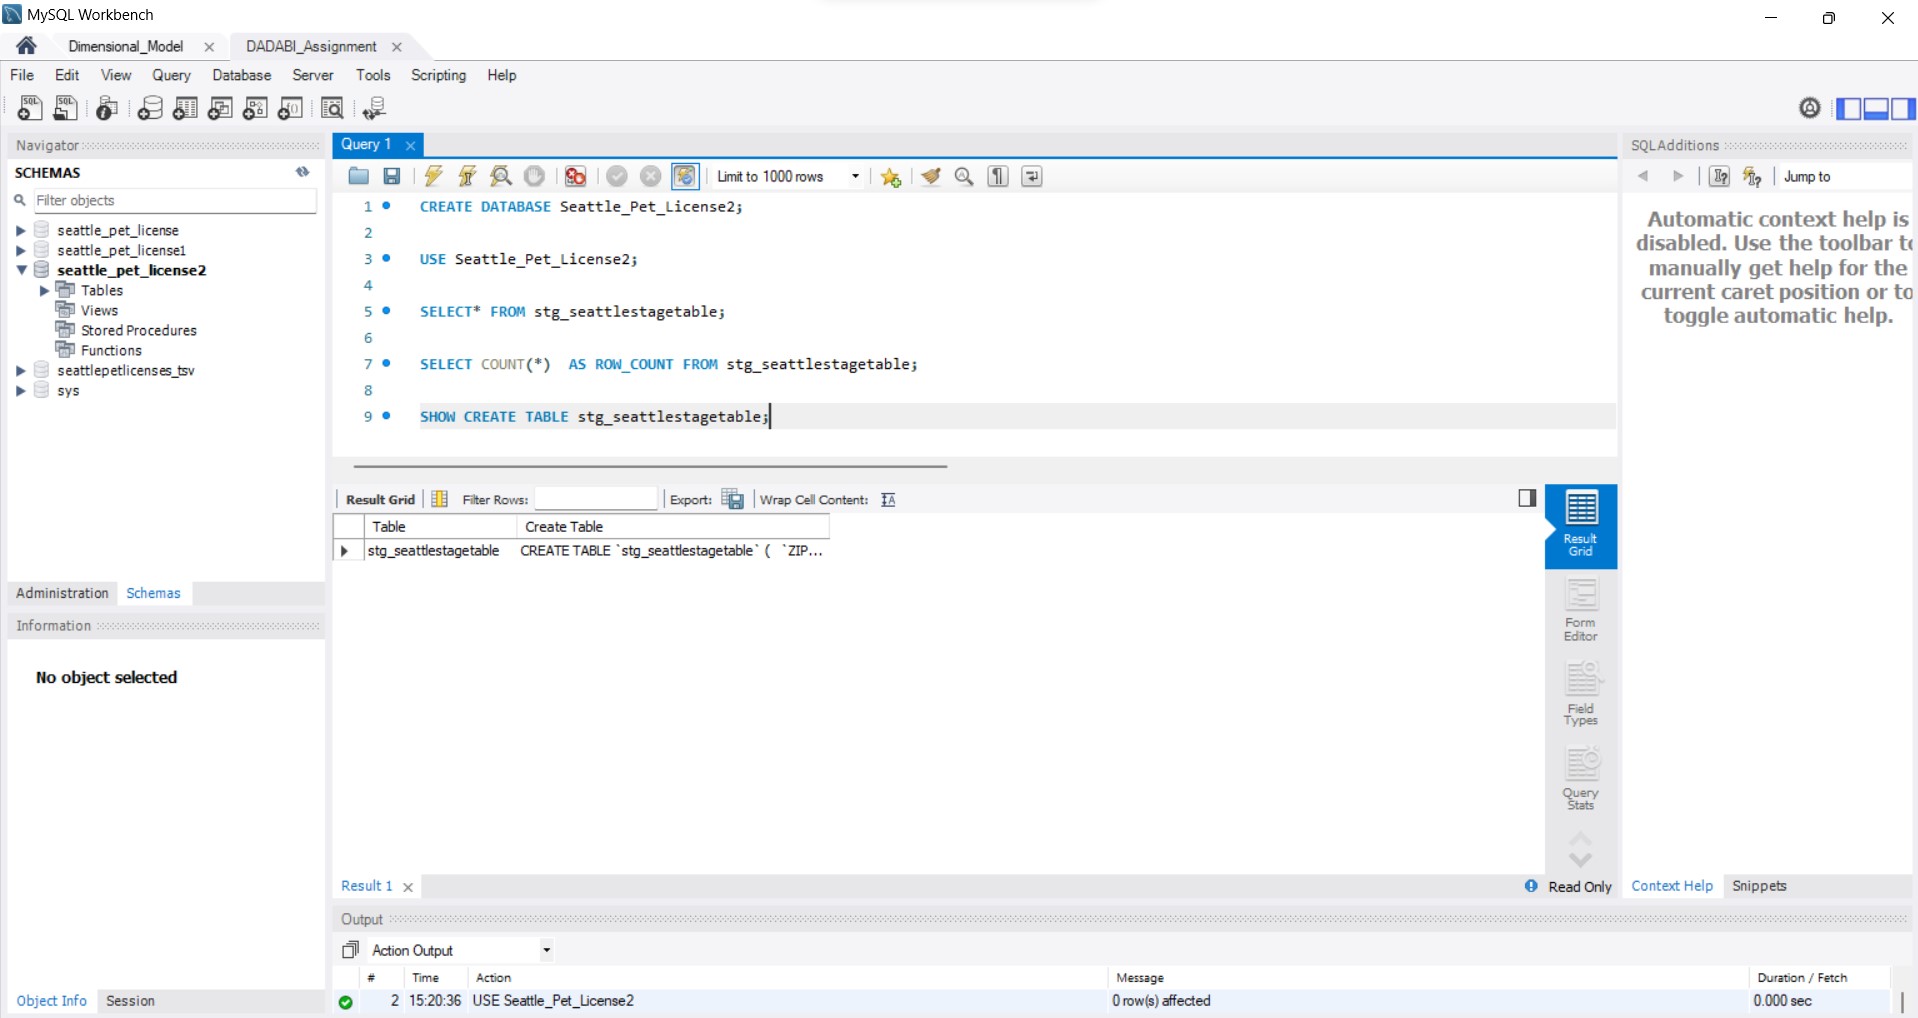 MySQL Workbench
Dimensional_Model
DADABI_Assignment
File Edit View Query Database Server Tools Scripting Help
Navigator
SCHEMAS
Filter objects
seattle_pet_license
seattle_pet_license1
seattle_pet_license2
Tables
Views
Stored Procedures
Functions
seattlepetlicenses_tsv
sys
Administration Schemas
Information
No object selected
Object Info Session
Query 1
Limit to 1000 rows
1 CREATE DATABASE Seattle_Pet_License2;
2
3 USE Seattle_Pet_License2;
4
5 SELECT* FROM stg_seattlestagetable;
6
7 SELECT COUNT(*)  AS ROW_COUNT FROM stg_seattlestagetable;
8
9 SHOW CREATE TABLE stg_seattlestagetable;
Result Grid Filter Rows: Export: Wrap Cell Content:
Table Create Table
stg_seattlestagetable CREATE TABLE `stg_seattlestagetable` ( `ZIP...
Result
Grid
Form
Editor
Field
Types
Query
Stats
Result 1
Read Only
SQLAdditions
Jump to
Automatic context help is
disabled. Use the toolbar to
manually get help for the
current caret position or to
toggle automatic help.
Context Help Snippets
Output
Action Output
# Time Action Message Duration / Fetch
2 15:20:36 USE Seattle_Pet_License2 0 row(s) affected 0.000 sec